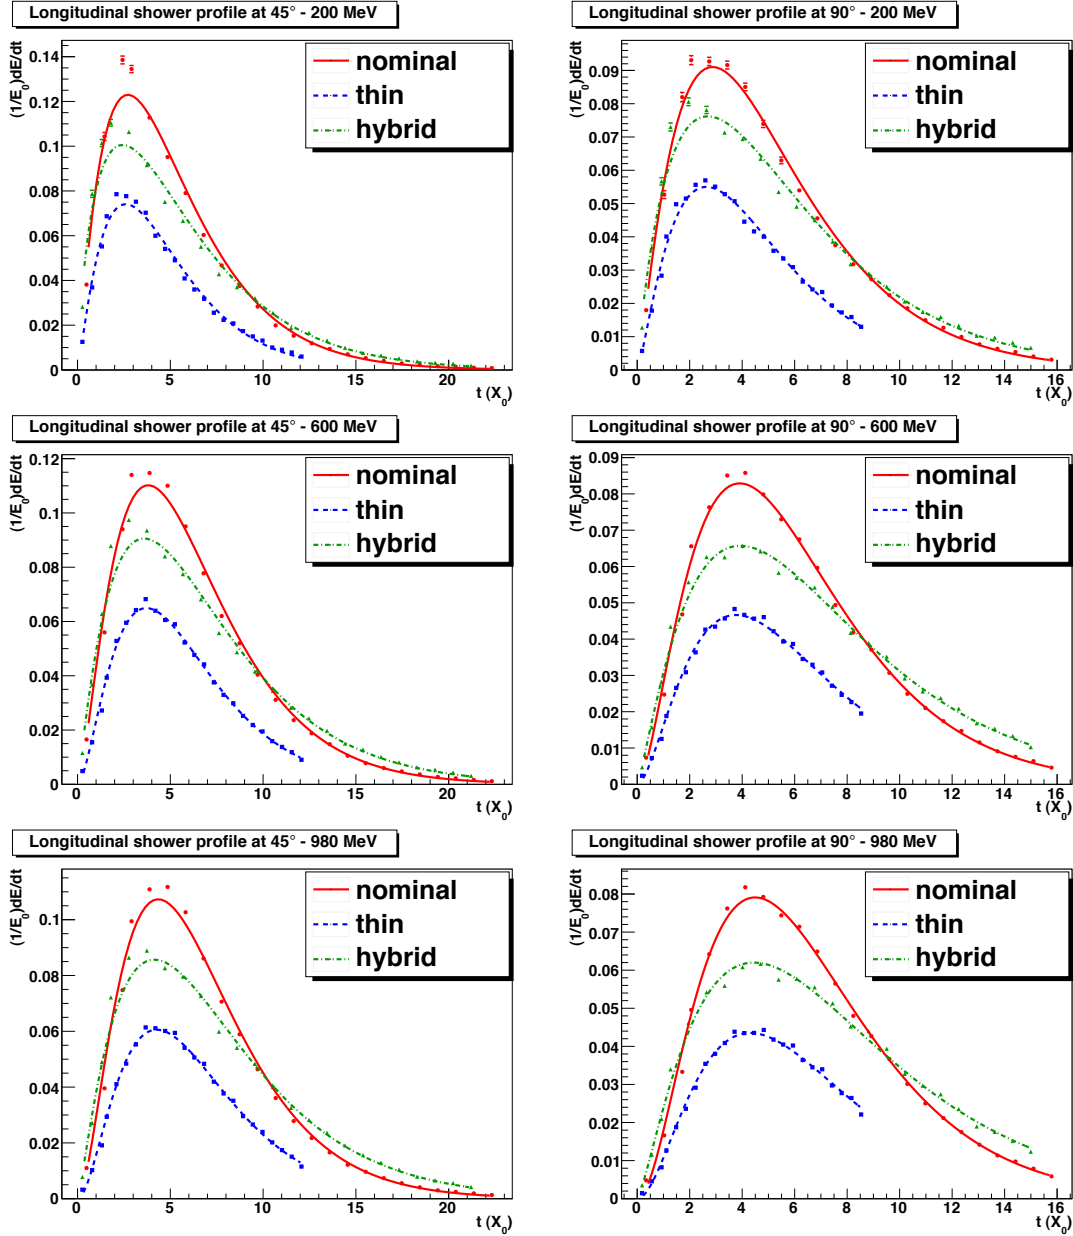 Longitudinal shower profile at 45° - 200 MeV
(1/E0)dE/dt
0.14
0.12
0.1
0.08
0.06
0.04
0.02
0
nominal
thin
hybrid
0 5 10 15 20
t (X0)
Longitudinal shower profile at 90° - 200 MeV
(1/E0)dE/dt
0.09
0.08
0.07
0.06
0.05
0.04
0.03
0.02
0.01
0
nominal
thin
hybrid
0 2 4 6 8 10 12 14 16
t (X0)
Longitudinal shower profile at 45° - 600 MeV
(1/E0)dE/dt
0.12
0.1
0.08
0.06
0.04
0.02
0
nominal
thin
hybrid
0 5 10 15 20
t (X0)
Longitudinal shower profile at 90° - 600 MeV
(1/E0)dE/dt
0.09
0.08
0.07
0.06
0.05
0.04
0.03
0.02
0.01
0
nominal
thin
hybrid
0 2 4 6 8 10 12 14 16
t (X0)
Longitudinal shower profile at 45° - 980 MeV
(1/E0)dE/dt
0.1
0.08
0.06
0.04
0.02
0
nominal
thin
hybrid
0 5 10 15 20
t (X0)
Longitudinal shower profile at 90° - 980 MeV
(1/E0)dE/dt
0.08
0.07
0.06
0.05
0.04
0.03
0.02
0.01
0
nominal
thin
hybrid
0 2 4 6 8 10 12 14 16
t (X0)